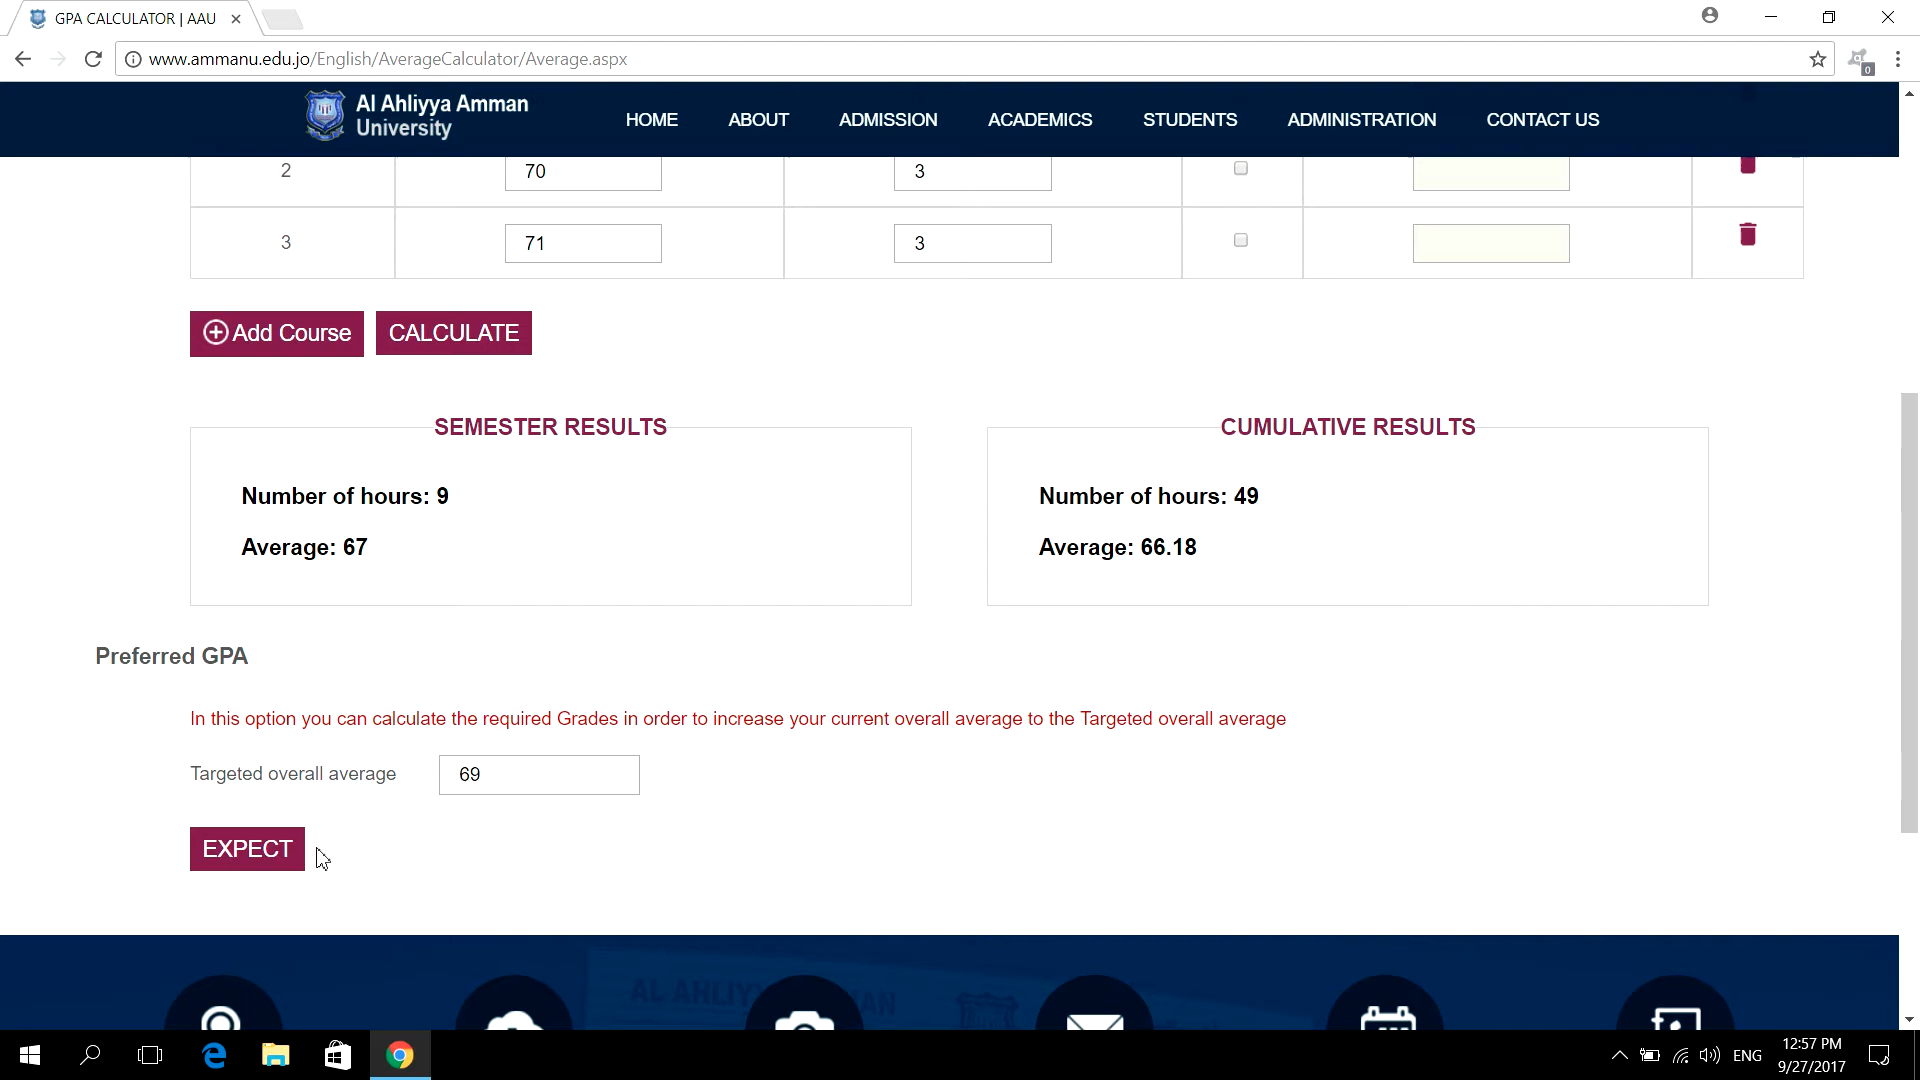 GPA CALCULATOR | AAU
www.ammanu.edu.jo/English/AverageCalculator/Average.aspx
0
Al Ahliyya Amman
University
HOME ABOUT ADMISSION ACADEMICS STUDENTS ADMINISTRATION CONTACT US
2 70 3
3 71 3
Add Course CALCULATE
SEMESTER RESULTS
Number of hours: 9
Average: 67
CUMULATIVE RESULTS
Number of hours: 49
Average: 66.18
Preferred GPA
In this option you can calculate the required Grades in order to increase your current overall average to the Targeted overall average
Targeted overall average 69
EXPECT
ENG
12:57 PM
9/27/2017